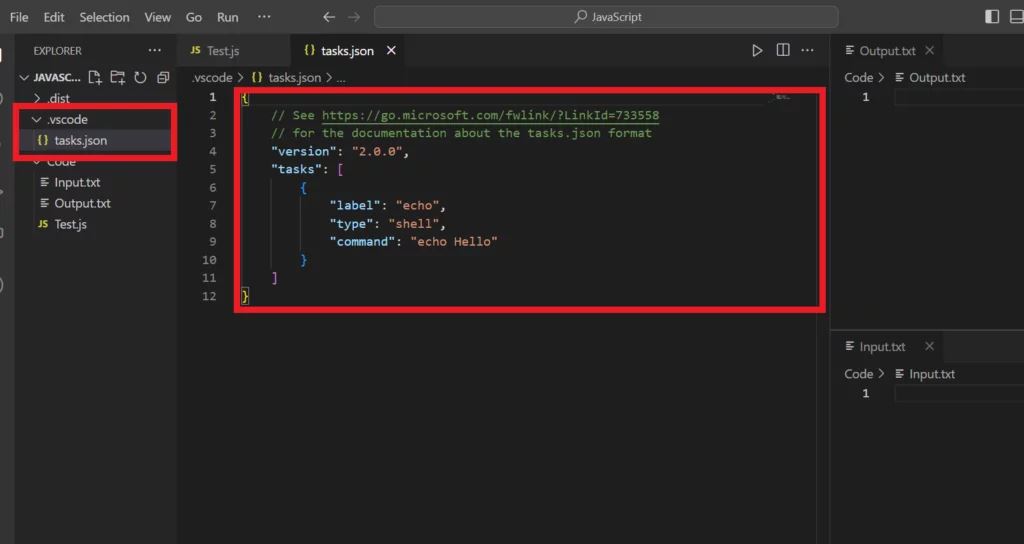 File Edit Selection View Go Run ···
JavaScript
EXPLORER ···
JAVASC...
.dist
.vscode
{} tasks.json
Code
Input.txt
Output.txt
JS Test.js
JS Test.js
{} tasks.json
.vscode > {} tasks.json > ...
1 {
2 // See https://go.microsoft.com/fwlink/?LinkId=733558
3 // for the documentation about the tasks.json format
4 "version": "2.0.0",
5 "tasks": [
6 {
7 "label": "echo",
8 "type": "shell",
9 "command": "echo Hello"
10 }
11 ]
12 }
Output.txt
Code > Output.txt
1
Input.txt
Code > Input.txt
1